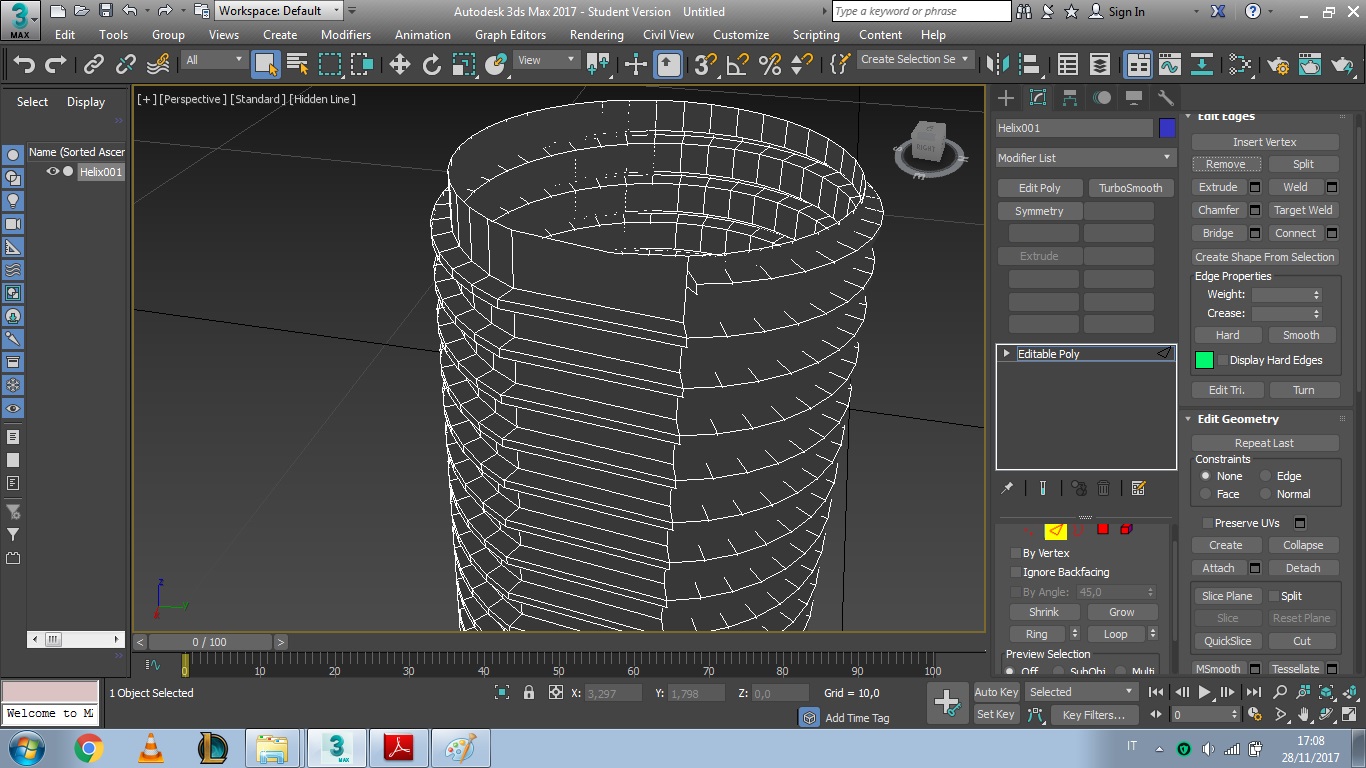 3
MAX
Workspace: Default
Autodesk 3ds Max 2017 - Student Version    Untitled
Type a keyword or phrase
Sign In
Edit Tools Group Views Create Modifiers Animation Graph Editors Rendering Civil View Customize Scripting Content Help
All
View
3
Create Selection Se
Select Display
Name (Sorted Ascer
Helix001
[+] [Perspective ] [Standard ] [Hidden Line ]
RIGHT
z
y
0 / 100
0 10 20 30 40 50 60 70 80 90 100
Helix001
Modifier List
Edit Poly TurboSmooth
Symmetry
Extrude
Editable Poly
By Vertex
Ignore Backfacing
By Angle: 45,0
Shrink Grow
Ring Loop
Preview Selection
Off SubObj Multi
Edit Edges
Insert Vertex
Remove Split
Extrude Weld
Chamfer Target Weld
Bridge Connect
Create Shape From Selection
Edge Properties
Weight:
Crease:
Hard Smooth
Display Hard Edges
Edit Tri. Turn
Edit Geometry
Repeat Last
Constraints
None Edge
Face Normal
Preserve UVs
Create Collapse
Attach Detach
Slice Plane Split
Slice Reset Plane
QuickSlice Cut
MSmooth Tessellate
1 Object Selected
X: 3,297 Y: 1,798 Z: 0,0 Grid = 10,0
Add Time Tag
Auto Key Selected
Set Key Key Filters...
0
Welcome to M
3
MAX
IT
17:08
28/11/2017